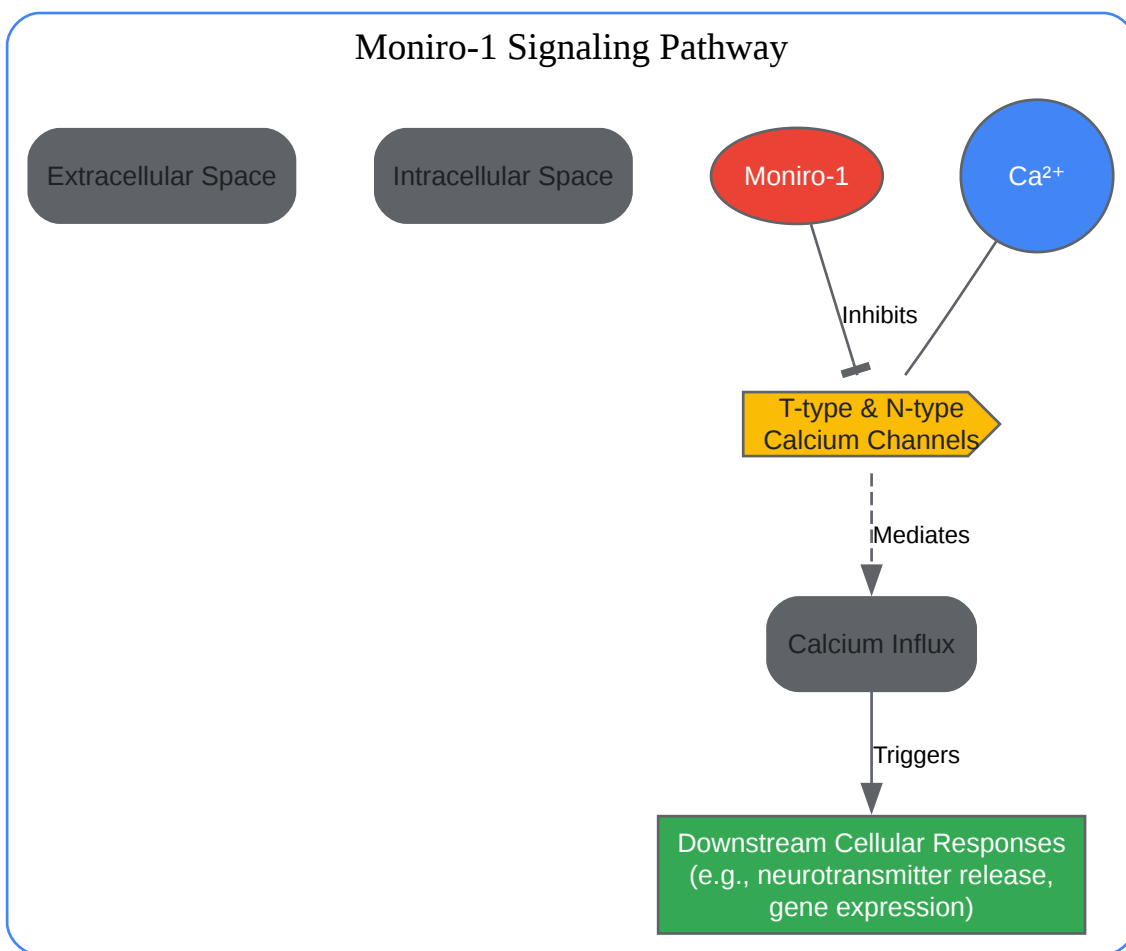 Moniro-1 Signaling Pathway
Extracellular Space
Intracellular Space
Moniro-1
Ca²⁺
Inhibits
T-type & N-type
Calcium Channels
Mediates
Calcium Influx
Triggers
Downstream Cellular Responses
(e.g., neurotransmitter release,
gene expression)